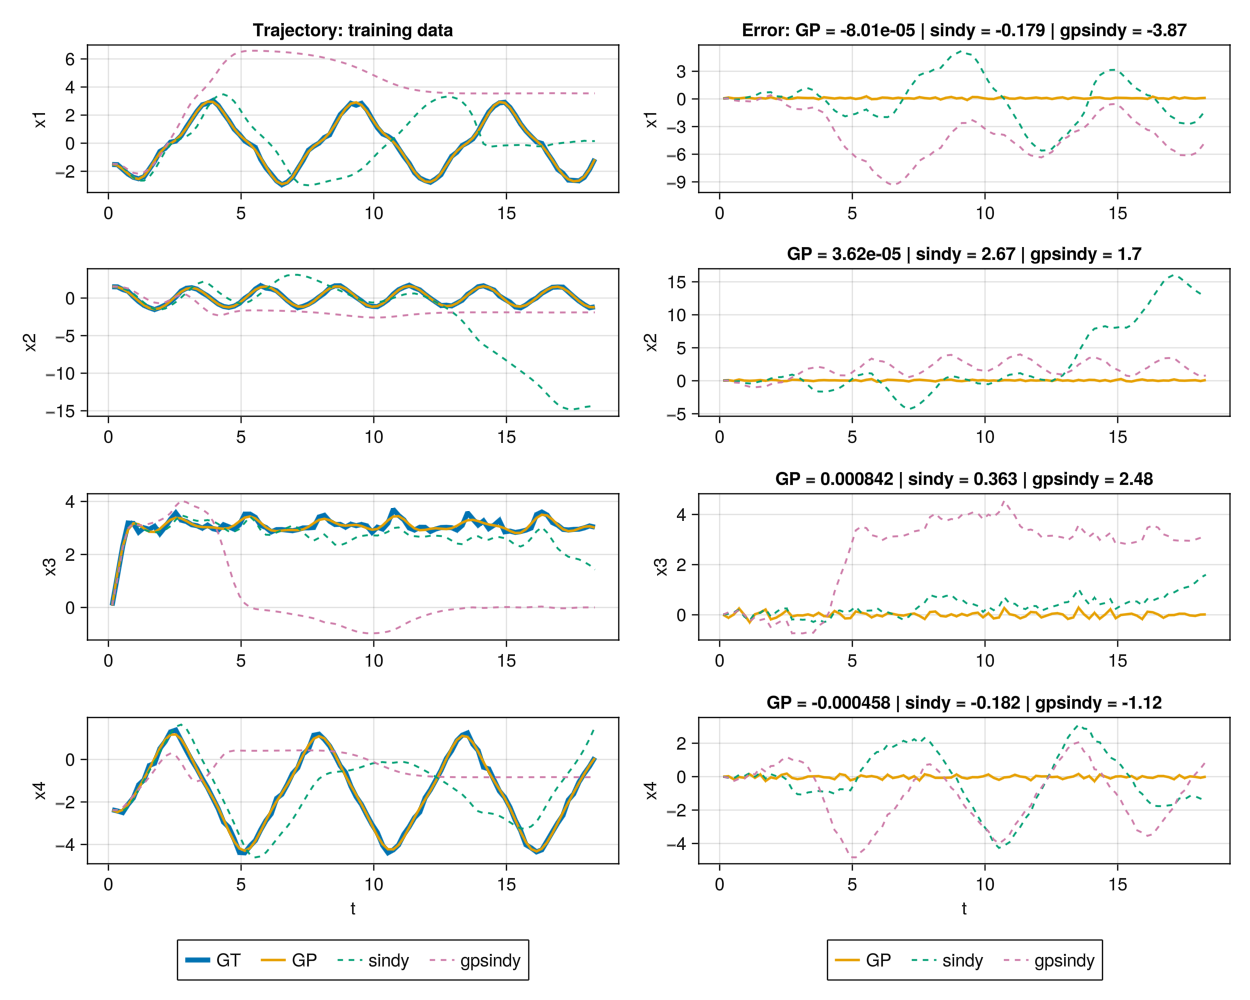 Trajectory: training data
x1
6
4
2
0
−2
0 5 10 15
Error: GP = -8.01e-05 | sindy = -0.179 | gpsindy = -3.87
x1
3
0
−3
−6
−9
0 5 10 15
x2
0
−5
−10
−15
0 5 10 15
GP = 3.62e-05 | sindy = 2.67 | gpsindy = 1.7
x2
15
10
5
0
−5
0 5 10 15
x3
4
2
0
0 5 10 15
GP = 0.000842 | sindy = 0.363 | gpsindy = 2.48
x3
4
2
0
0 5 10 15
x4
0
−2
−4
0 5 10 15
t
GP = -0.000458 | sindy = -0.182 | gpsindy = -1.12
x4
2
0
−2
−4
0 5 10 15
t
GT GP sindy gpsindy
GP sindy gpsindy